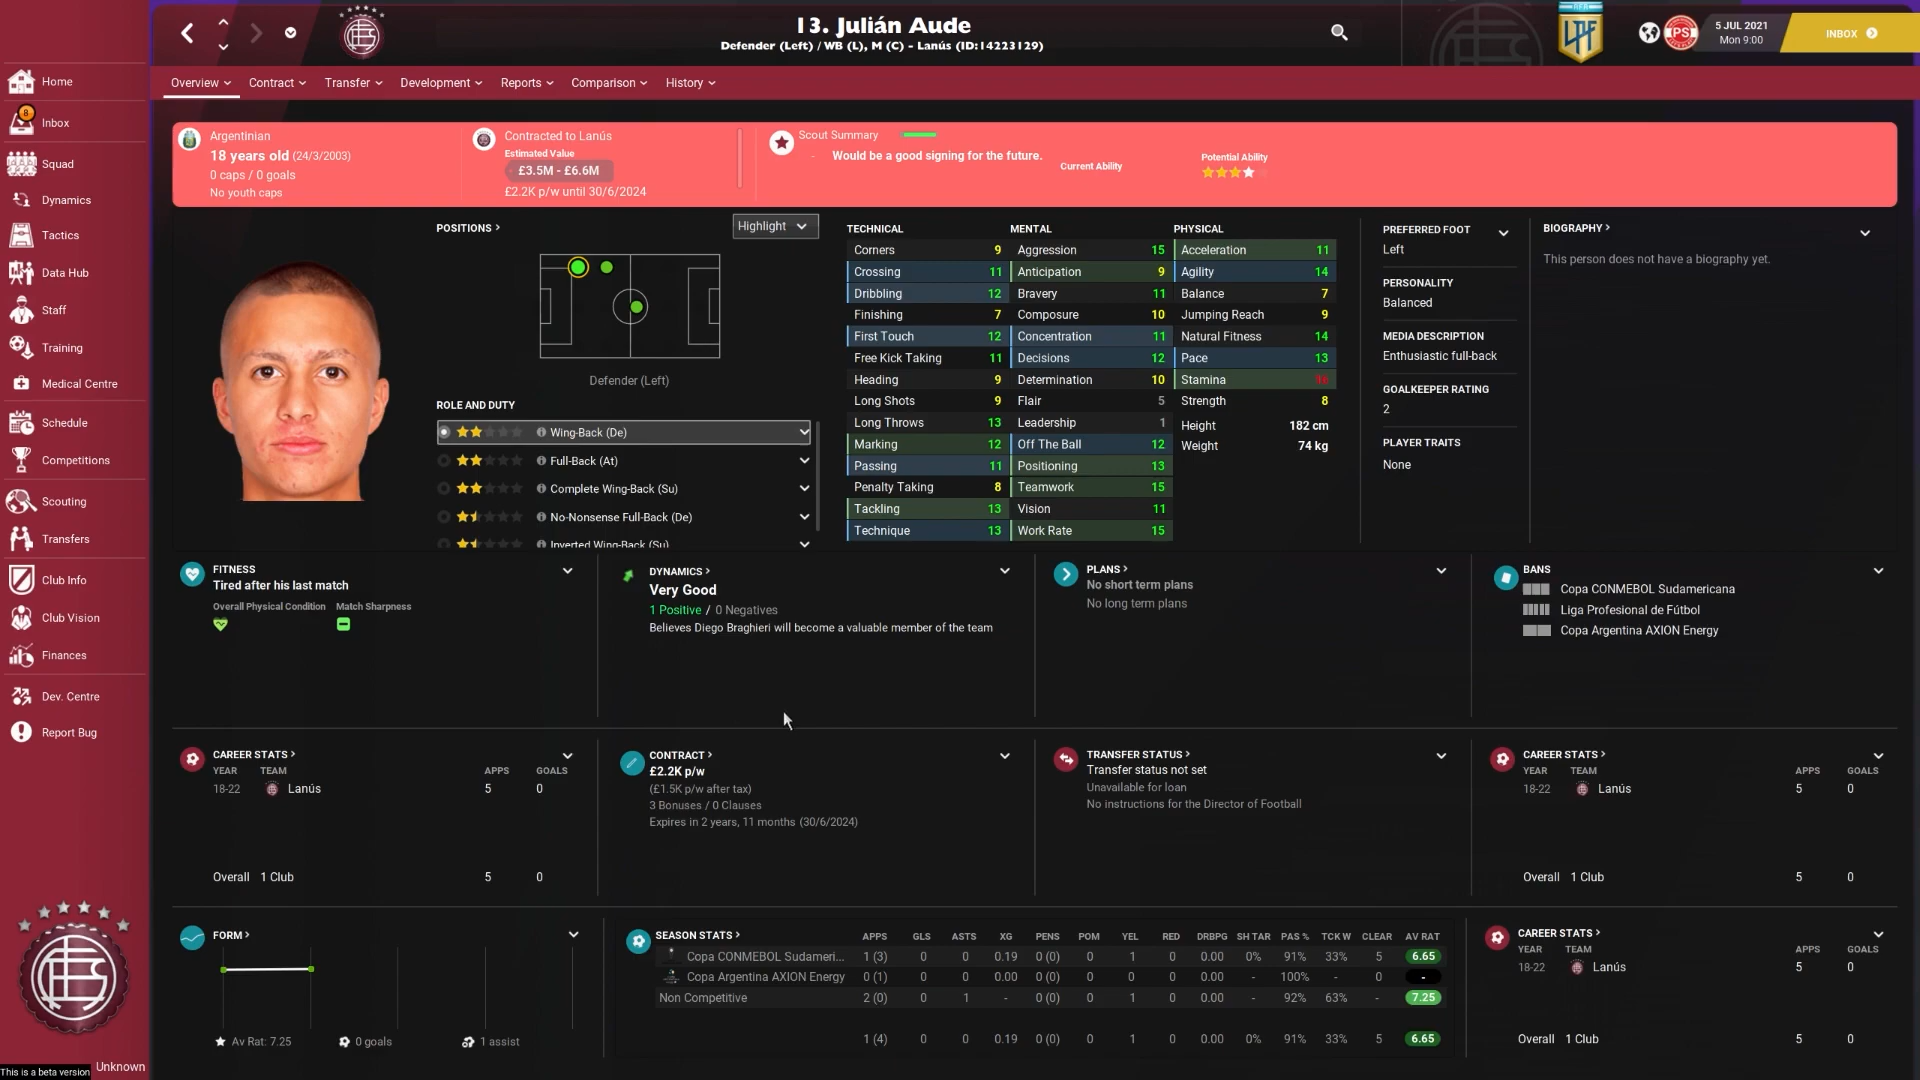 13. Julián Aude
Defender (Left) / WB (L), M (C) - Lanús (ID:14223129)
5 JUL 2021
Mon 9:00
INBOX
Overview
Contract
Transfer
Development
Reports
Comparison
History
Home
8
Inbox
Squad
Dynamics
Tactics
Data Hub
Staff
Training
Medical Centre
Schedule
Competitions
Scouting
Transfers
Club Info
Club Vision
Finances
Dev. Centre
Report Bug
Unknown
This is a beta version
Argentinian
18 years old (24/3/2003)
0 caps / 0 goals
No youth caps
Contracted to Lanús
Estimated Value
£3.5M - £6.6M
£2.2K p/w until 30/6/2024
Scout Summary
- Would be a good signing for the future.
Current Ability
Potential Ability
POSITIONS >
Highlight
Defender (Left)
ROLE AND DUTY
Wing-Back (De)
Full-Back (At)
Complete Wing-Back (Su)
No-Nonsense Full-Back (De)
Inverted Wing-Back (Su)
TECHNICAL
Corners 9
Crossing 11
Dribbling 12
Finishing 7
First Touch 12
Free Kick Taking 11
Heading 9
Long Shots 9
Long Throws 13
Marking 12
Passing 11
Penalty Taking 8
Tackling 13
Technique 13
MENTAL
Aggression 15
Anticipation 9
Bravery 11
Composure 10
Concentration 11
Decisions 12
Determination 10
Flair 5
Leadership 1
Off The Ball 12
Positioning 13
Teamwork 15
Vision 11
Work Rate 15
PHYSICAL
Acceleration 11
Agility 14
Balance 7
Jumping Reach 9
Natural Fitness 14
Pace 13
Stamina
Strength 8
Height 182 cm
Weight 74 kg
PREFERRED FOOT
Left
PERSONALITY
Balanced
MEDIA DESCRIPTION
Enthusiastic full-back
GOALKEEPER RATING
2
PLAYER TRAITS
None
BIOGRAPHY >
This person does not have a biography yet.
FITNESS
Tired after his last match
Overall Physical Condition Match Sharpness
DYNAMICS >
Very Good
1 Positive / 0 Negatives
Believes Diego Braghieri will become a valuable member of the team
PLANS >
No short term plans
No long term plans
BANS
Copa CONMEBOL Sudamericana
Liga Profesional de Fútbol
Copa Argentina AXION Energy
CAREER STATS >
YEAR TEAM APPS GOALS
18-22 Lanús 5 0
Overall 1 Club 5 0
CONTRACT >
£2.2K p/w
(£1.5K p/w after tax)
3 Bonuses / 0 Clauses
Expires in 2 years, 11 months (30/6/2024)
TRANSFER STATUS >
Transfer status not set
Unavailable for loan
No instructions for the Director of Football
CAREER STATS >
YEAR TEAM APPS GOALS
18-22 Lanús 5 0
Overall 1 Club 5 0
FORM >
Av Rat: 7.25 0 goals 1 assist
SEASON STATS > APPS GLS ASTS XG PENS POM YEL RED DRBPG SH TAR PAS % TCK W CLEAR AV RAT
Copa CONMEBOL Sudameri... 1 (3) 0 0 0.19 0 (0) 0 1 0 0.00 0% 91% 33% 5 6.65
Copa Argentina AXION Energy 0 (1) 0 0 0.00 0 (0) 0 0 0 0.00 - 100% - 0 -
Non Competitive 2 (0) 0 1 - 0 (0) 0 1 0 0.00 - 92% 63% - 7.25
1 (4) 0 0 0.19 0 (0) 0 1 0 0.00 0% 91% 33% 5 6.65
CAREER STATS >
YEAR TEAM APPS GOALS
18-22 Lanús 5 0
Overall 1 Club 5 0